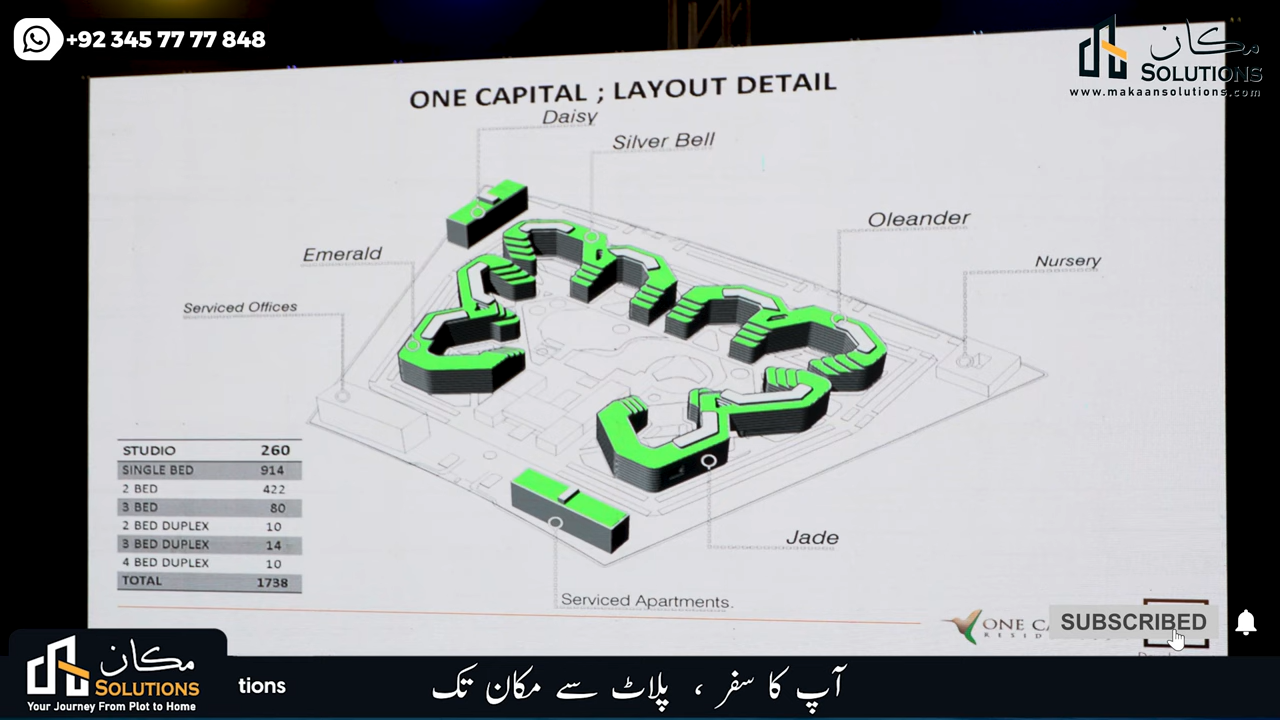 +92 345 77 77 848
مکان
SOLUTIONS
www.makaansolutions.com
ONE CAPITAL ; LAYOUT DETAIL
Daisy
Silver Bell
Oleander
Nursery
Emerald
Serviced Offices
STUDIO 260
SINGLE BED 914
2 BED 422
3 BED 80
2 BED DUPLEX 10
3 BED DUPLEX 14
4 BED DUPLEX 10
TOTAL 1738
Jade
Serviced Apartments.
ONE
SUBSCRIBED
مکان
SOLUTIONS
Your Journey From Plot to Home
tions
آپ کا سفر ، پلاٹ سے مکان تک